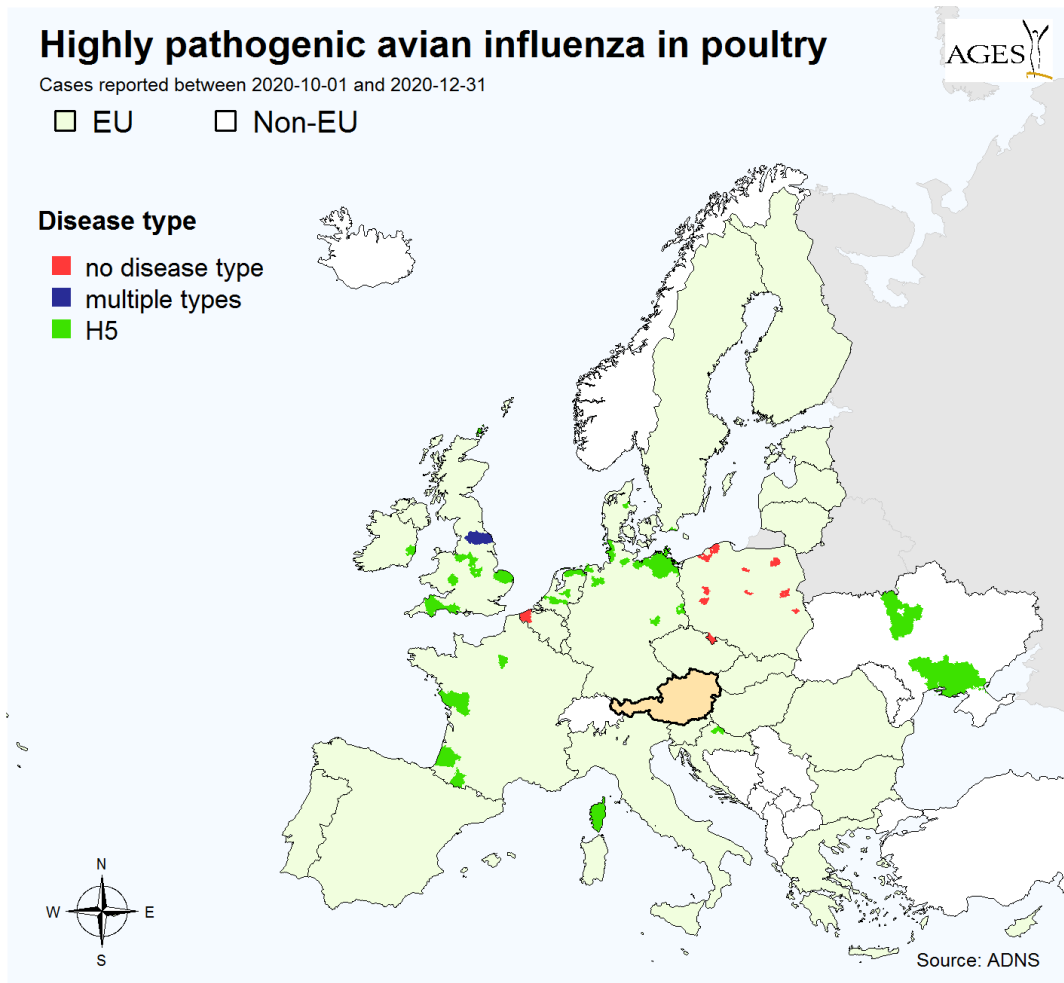 Highly pathogenic avian influenza in poultry
Cases reported between 2020-10-01 and 2020-12-31
EU Non-EU
AGES
Disease type
no disease type
multiple types
H5
N
W E
S
Source: ADNS